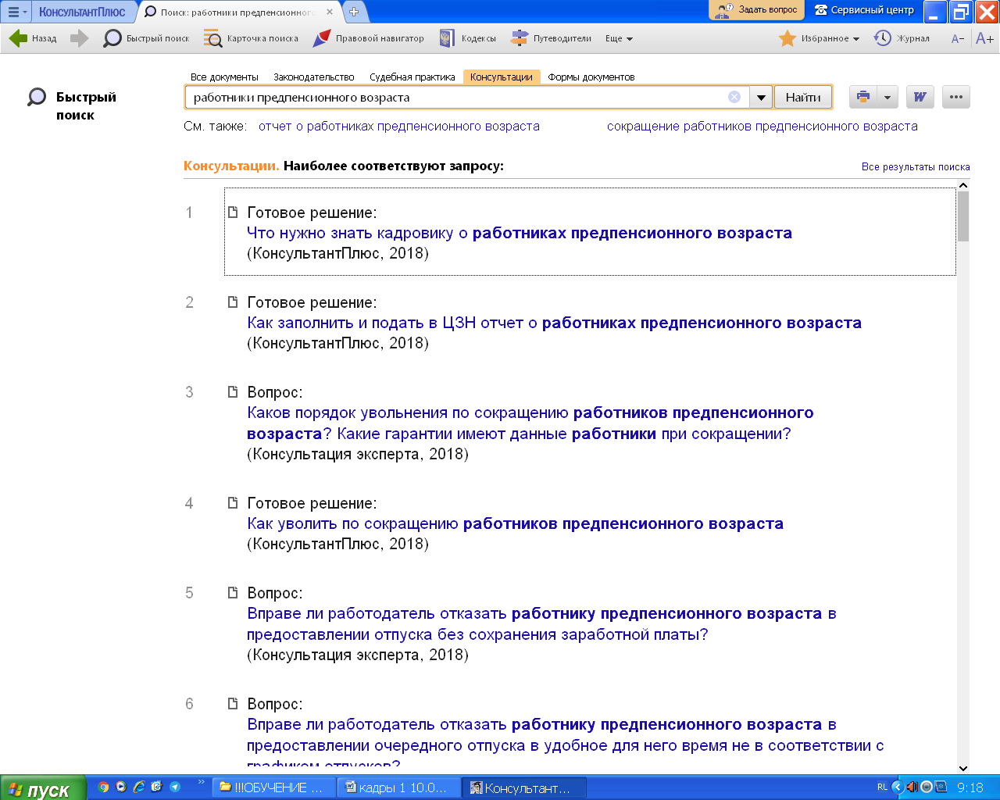 КонсультантПлюс
Поиск: работники предпенсионног
Задать вопрос
Сервисный центр
Назад
Быстрый поиск
Карточка поиска
Правовой навигатор
Кодексы
Путеводители
Еще
Избранное
Журнал
А−
А+
Быстрый
поиск
Все документы Законодательство Судебная практика Консультации Формы документов
работники предпенсионного возраста
Найти
См. также: отчет о работниках предпенсионного возраста сокращение работников предпенсионного возраста
Консультации. Наиболее соответствуют запросу:
Все результаты поиска
1 Готовое решение:
Что нужно знать кадровику о работниках предпенсионного возраста
(КонсультантПлюс, 2018)
2 Готовое решение:
Как заполнить и подать в ЦЗН отчет о работниках предпенсионного возраста
(КонсультантПлюс, 2018)
3 Вопрос:
Каков порядок увольнения по сокращению работников предпенсионного
возраста? Какие гарантии имеют данные работники при сокращении?
(Консультация эксперта, 2018)
4 Готовое решение:
Как уволить по сокращению работников предпенсионного возраста
(КонсультантПлюс, 2018)
5 Вопрос:
Вправе ли работодатель отказать работнику предпенсионного возраста в
предоставлении отпуска без сохранения заработной платы?
(Консультация эксперта, 2018)
6 Вопрос:
Вправе ли работодатель отказать работнику предпенсионного возраста в
предоставлении очередного отпуска в удобное для него время не в соответствии с
графиком отпусков?
пуск
!!!ОБУЧЕНИЕ ...
кадры 1 10.0...
Консультант...
RL
9:18